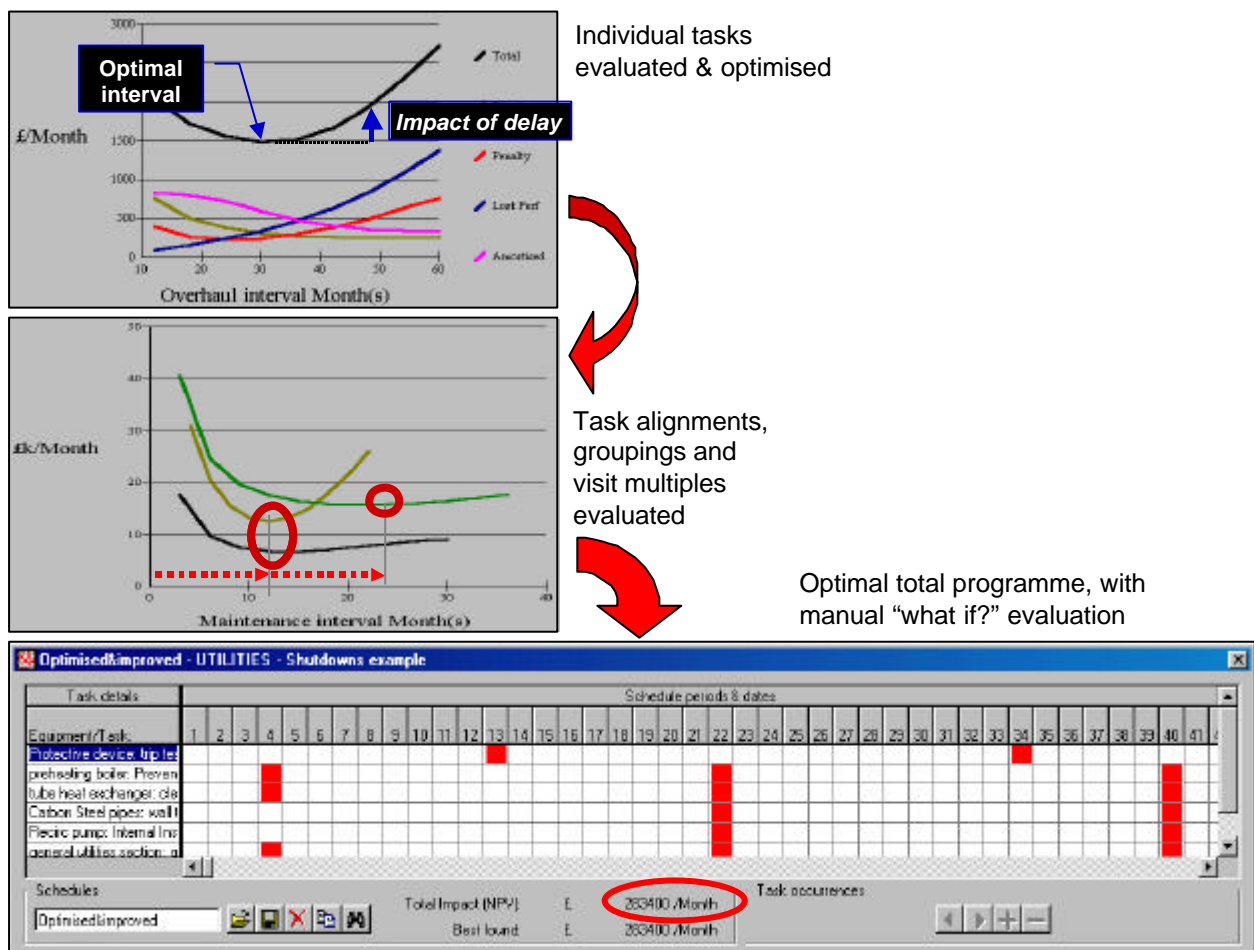 Individual tasks
evaluated & optimised
3000
Optimal
interval
Total
Impact of delay
£/Month
1500
1000
500
0
Penalty
Lost Perf
Amortised
10 20 30 40 50 60
Overhaul interval Month(s)
50
40
30
20
10
0
£k/Month
0 10 20 30 40
Maintenance interval Month(s)
Task alignments,
groupings and
visit multiples
evaluated
Optimal total programme, with
manual “what if?” evaluation
Optimised&improved - UTILITIES - Shutdowns example
Task details
Schedule periods & dates
Equipment/Task: 1 2 3 4 5 6 7 8 9 10 11 12 13 14 15 16 17 18 19 20 21 22 23 24 25 26 27 28 29 30 31 32 33 34 35 36 37 38 39 40 41
Protective device: trip tes
preheating boiler: Preven
tube heat exchanger: cle
Carbon Steel pipes: wall t
Recirc pump: Internal Ins
general utilities section:
Schedules
Optimised&improved
Total Impact (NPV): £ 283400 /Month
Best found: £ 283400 /Month
Task occurrences